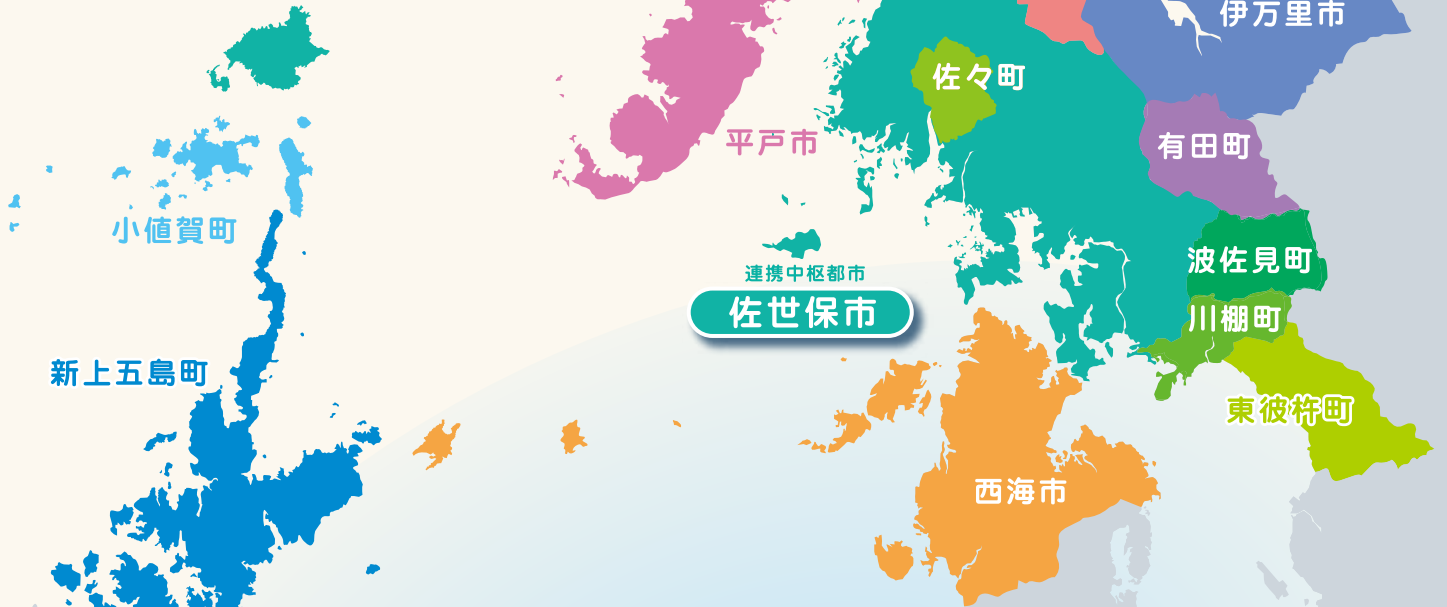 伊万里市
佐々町
平戸市
有田町
小値賀町
波佐見町
連携中枢都市
佐世保市
川棚町
新上五島町
東彼杵町
西海市